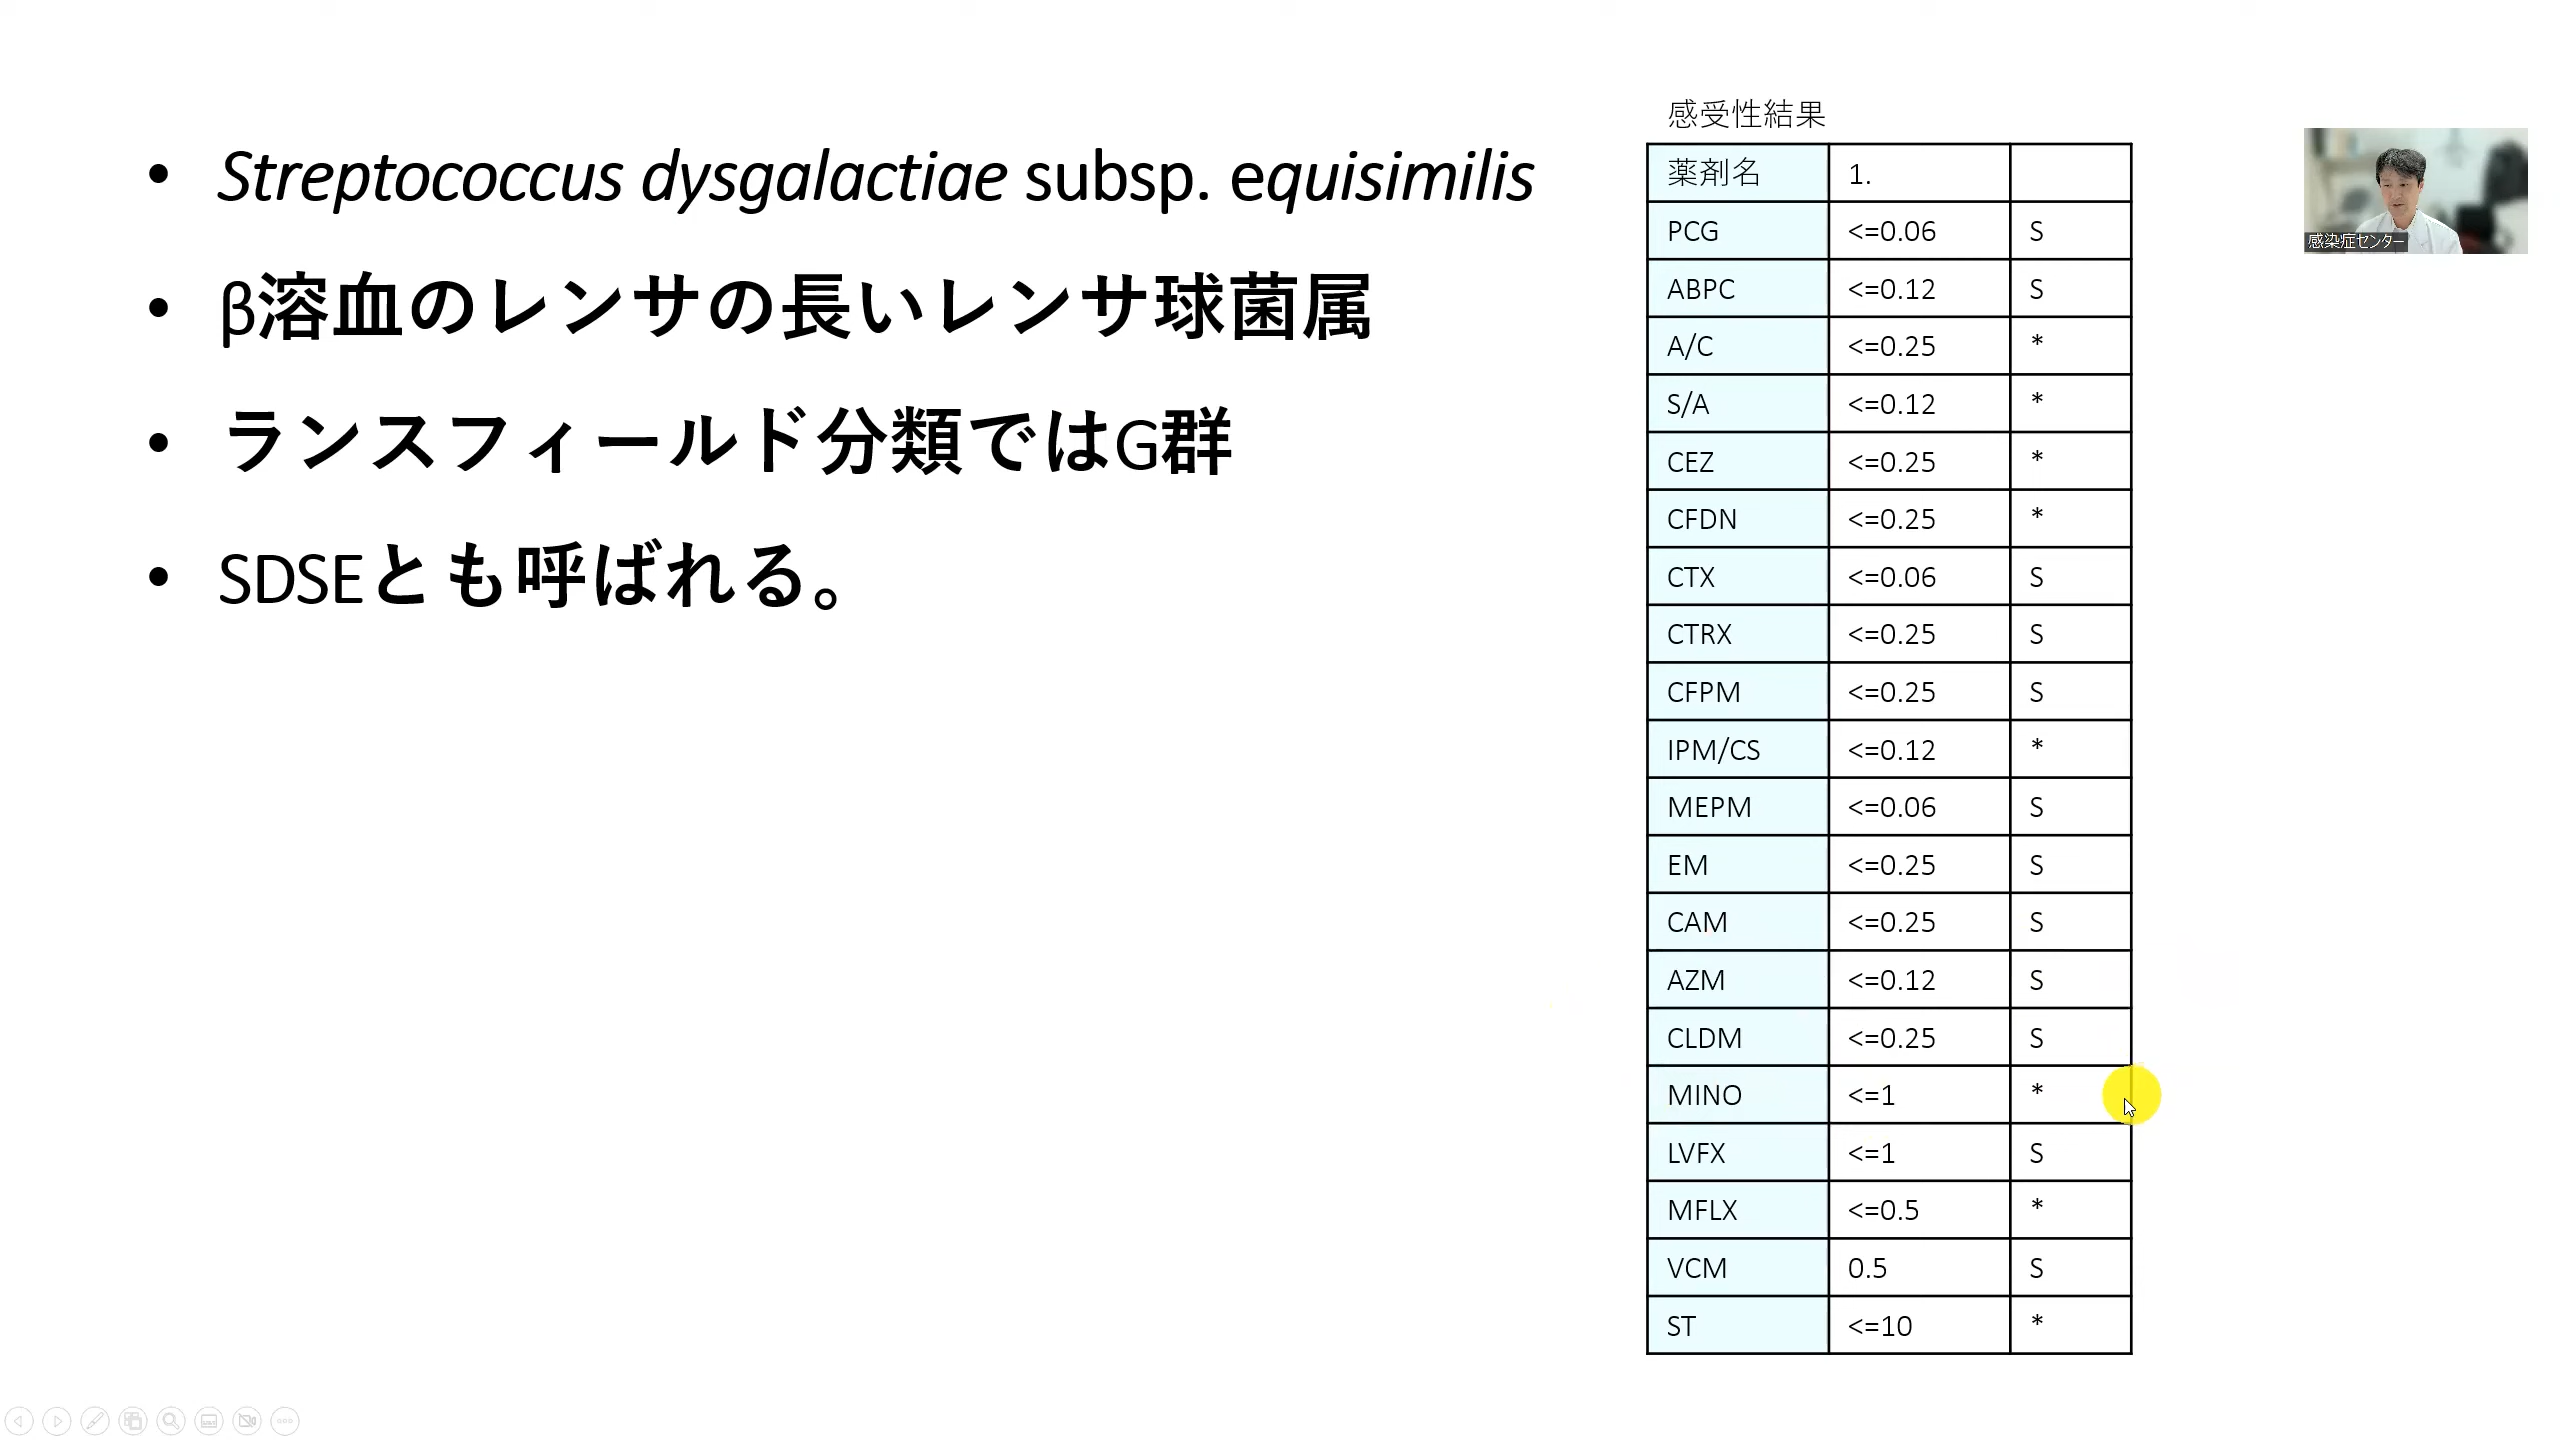 • Streptococcus dysgalactiae subsp. equisimilis
• β溶血のレンサの長いレンサ球菌属
• ランスフィールド分類ではG群
• SDSEとも呼ばれる。
感受性結果
薬剤名 1.
PCG <=0.06 S
ABPC <=0.12 S
A/C <=0.25 *
S/A <=0.12 *
CEZ <=0.25 *
CFDN <=0.25 *
CTX <=0.06 S
CTRX <=0.25 S
CFPM <=0.25 S
IPM/CS <=0.12 *
MEPM <=0.06 S
EM <=0.25 S
CAM <=0.25 S
AZM <=0.12 S
CLDM <=0.25 S
MINO <=1 *
LVFX <=1 S
MFLX <=0.5 *
VCM 0.5 S
ST <=10 *
感染症センター